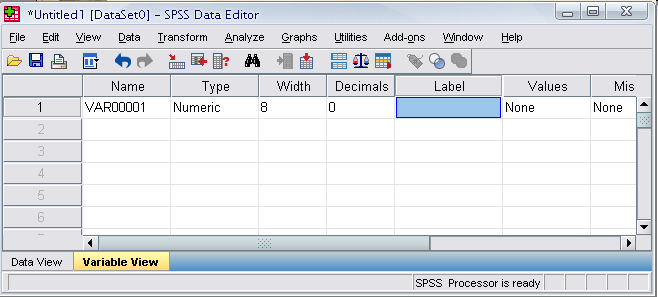 *Untitled1 [DataSet0] – SPSS Data Editor
File Edit View Data Transform Analyze Graphs Utilities Add-ons Window Help
Name Type Width Decimals Label Values Mis
1 VAR00001 Numeric 8 0 None None
2
3
4
5
6
Data View Variable View
SPSS Processor is ready